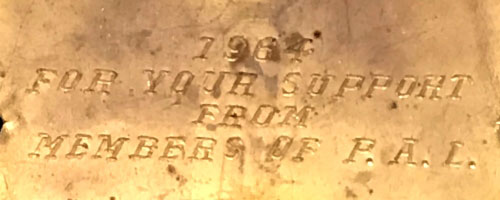 1964
FOR YOUR SUPPORT
FROM
MEMBERS OF P. A. L.